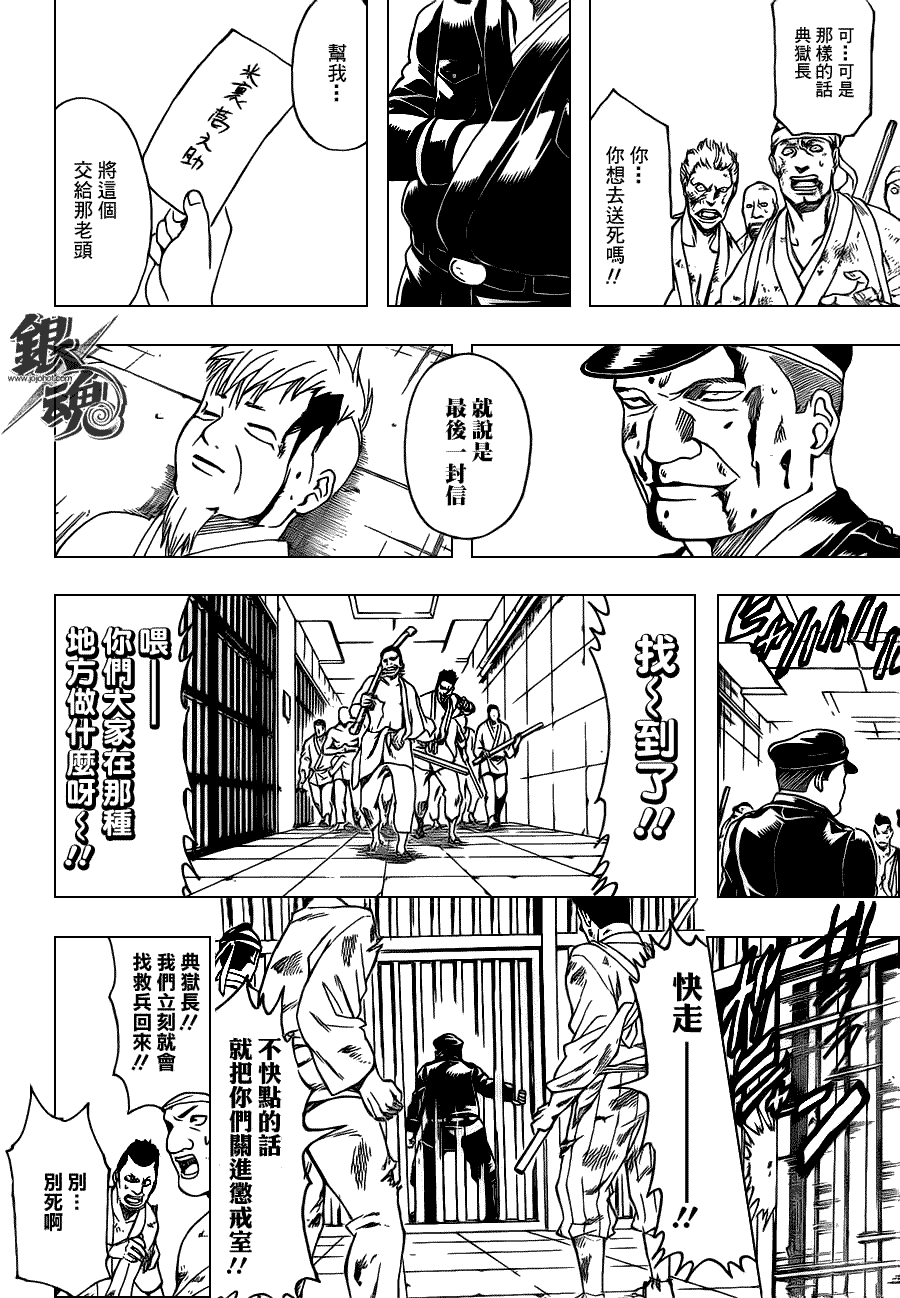 可…可是
那樣的話
典獄長
你…
你想去送死嗎!!
幫我…
米裏萬之助
將這個
交給那老頭
就說是
最後一封信
銀魂
www.jojohot.com
找～到了!!
喂——
你們大家在那種
地方做什麼呀～!!
快走——!!
不快點的話
就把你們關進懲戒室!!
典獄長!!
我們立刻就會
找救兵回來!!
別…
別死啊